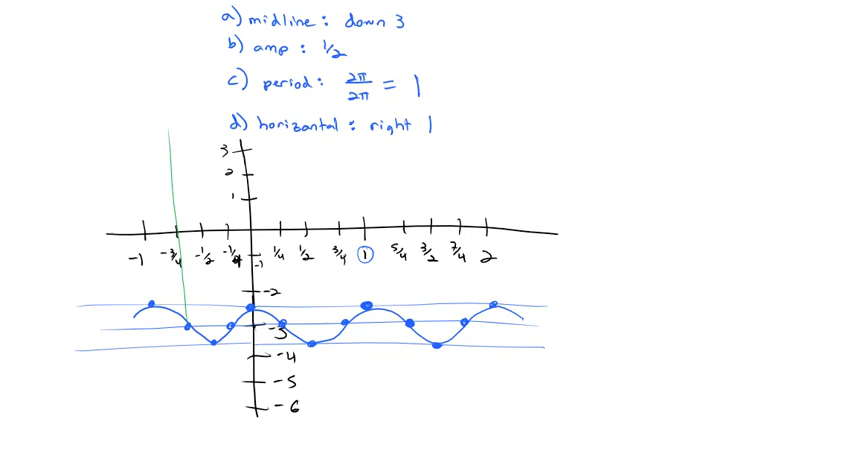 a) midline : down 3
b) amp : 1/2
c) period : 2π/2π = 1
d) horizontal : right 1
3
2
1
-1 -3/4 -1/2 -1/4 1/4 1/2 3/4 1 5/4 3/2 7/4 2
-1
-2
-3
-4
-5
-6